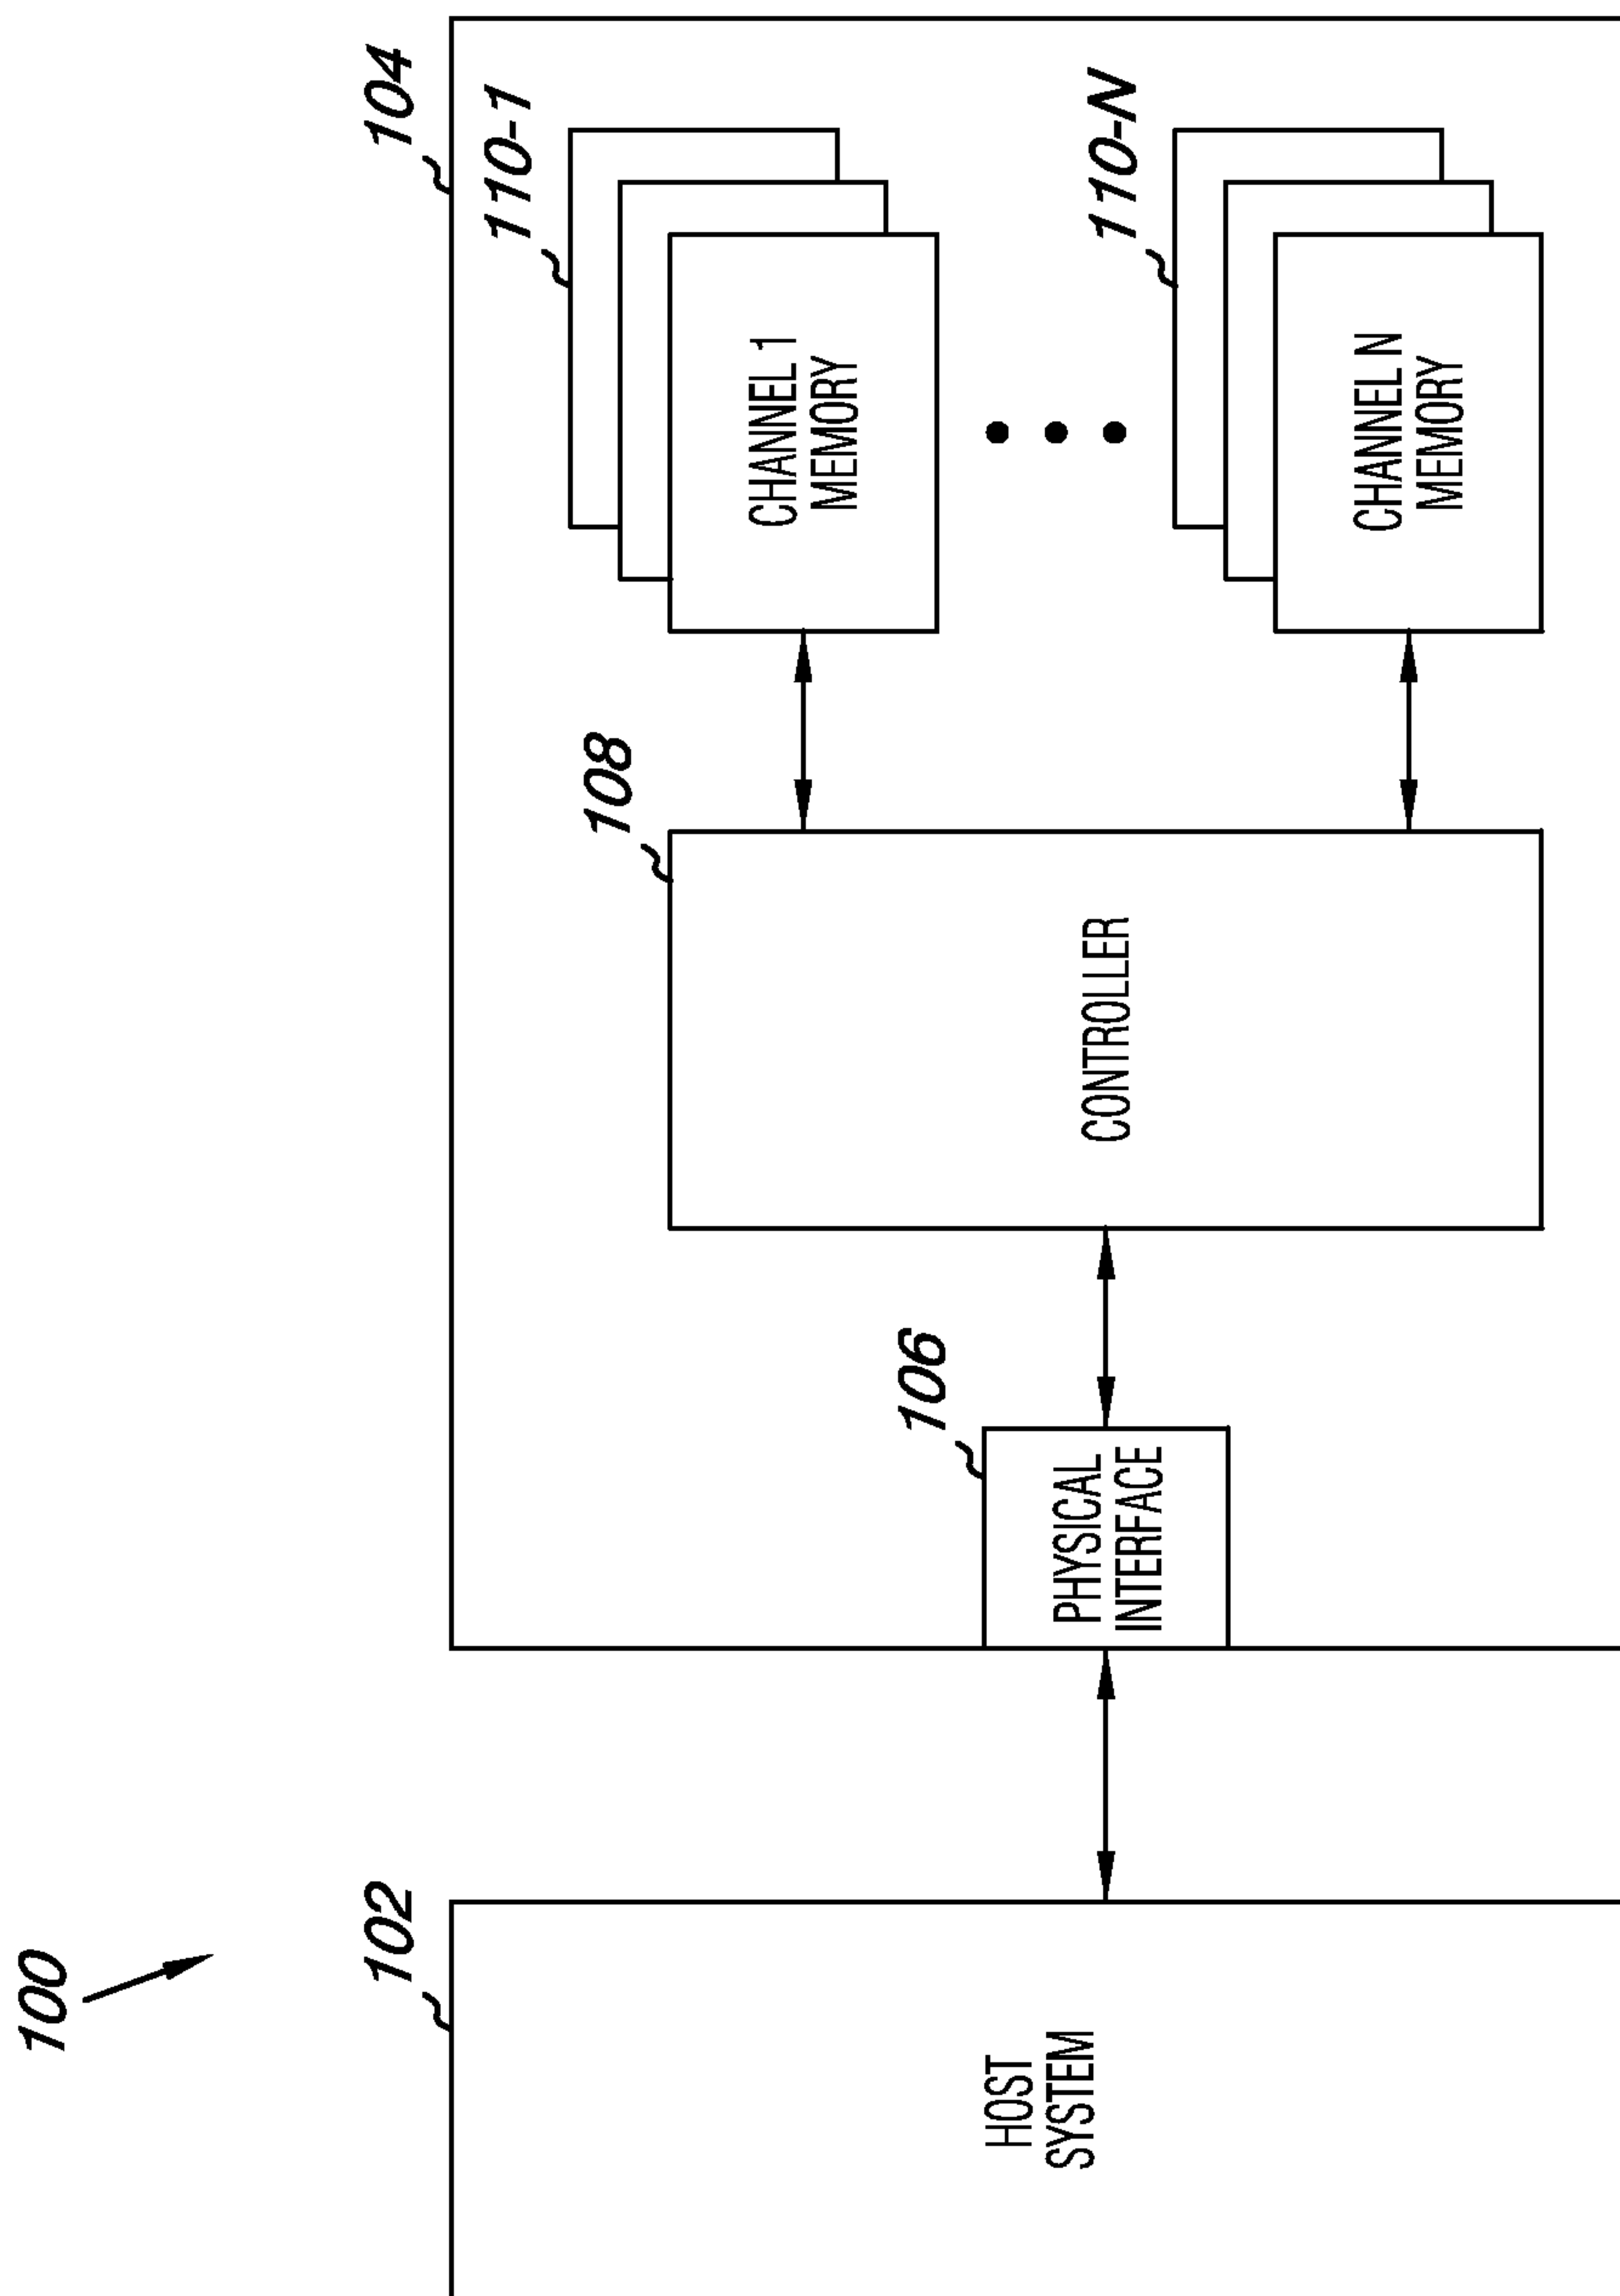 100
102
HOST
SYSTEM
104
106
PHYSICAL
INTERFACE
108
CONTROLLER
110-1
CHANNEL 1
MEMORY
110-N
CHANNEL N
MEMORY